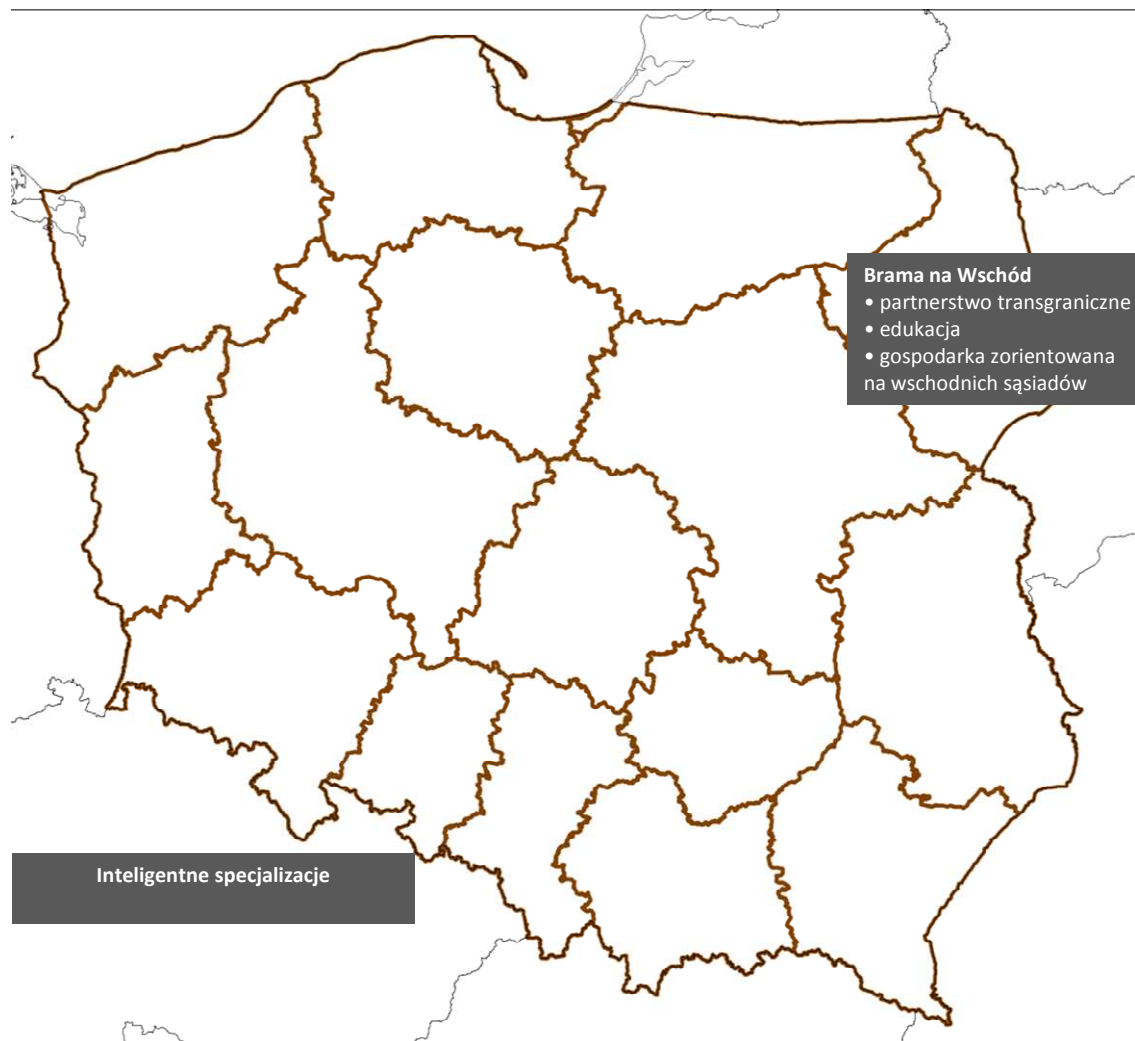 Brama na Wschód
• partnerstwo transgraniczne
• edukacja
• gospodarka zorientowana
na wschodnich sąsiadów
Inteligentne specjalizacje